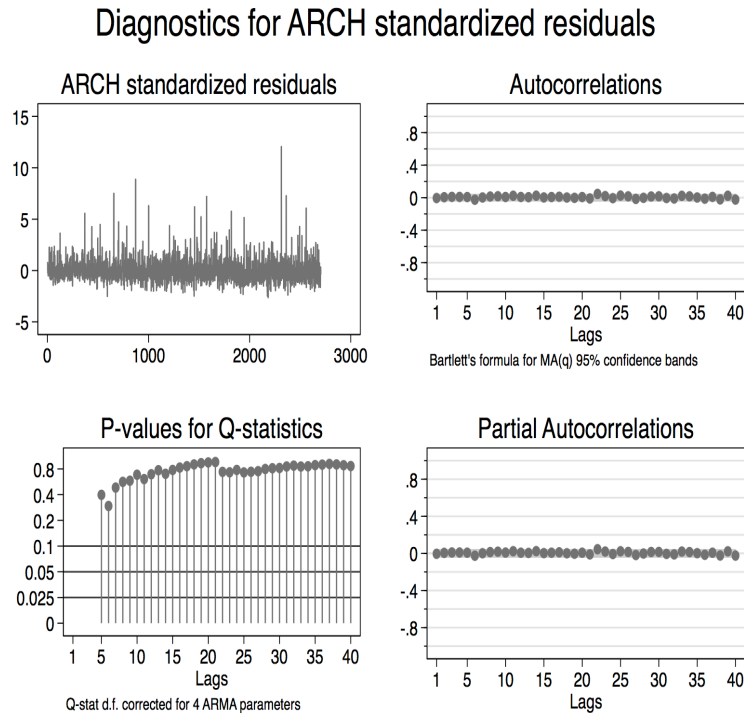 Diagnostics for ARCH standardized residuals
ARCH standardized residuals
15
10
5
0
-5
0 1000 2000 3000
Autocorrelations
.8
.4
0
-.4
-.8
1 5 10 15 20 25 30 35 40
Lags
Bartlett's formula for MA(q) 95% confidence bands
P-values for Q-statistics
0.8
0.4
0.2
0.1
0.05
0.025
0
1 5 10 15 20 25 30 35 40
Lags
Q-stat d.f. corrected for 4 ARMA parameters
Partial Autocorrelations
.8
.4
0
-.4
-.8
1 5 10 15 20 25 30 35 40
Lags